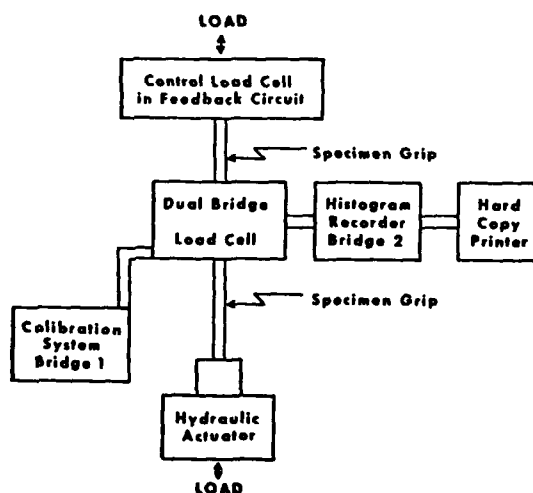 LOAD
Control Load Cell
in Feedback Circuit
Specimen Grip
Dual Bridge
Load Cell
Histogram
Recorder
Bridge 2
Hard
Copy
Printer
Specimen Grip
Calibration
System
Bridge 1
Hydraulic
Actuator
LOAD